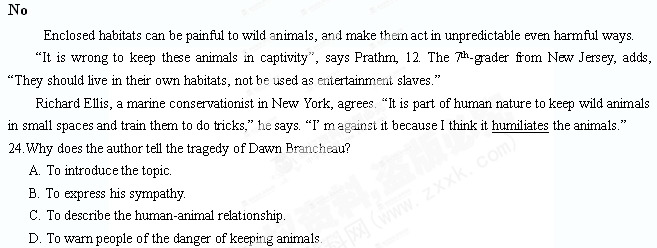 No
Enclosed habitats can be painful to wild animals, and make them act in unpredictable even harmful ways.
“It is wrong to keep these animals in captivity”, says Prathm, 12. The 7th-grader from New Jersey, adds,
“They should live in their own habitats, not be used as entertainment slaves.”
Richard Ellis, a marine conservationist in New York, agrees. “It is part of human nature to keep wild animals
in small spaces and train them to do tricks,” he says. “I’ m against it because I think it humiliates the animals.”
24.Why does the author tell the tragedy of Dawn Brancheau?
A. To introduce the topic.
B. To express his sympathy.
C. To describe the human-animal relationship.
D. To warn people of the danger of keeping animals.
(www.zxxk.com)